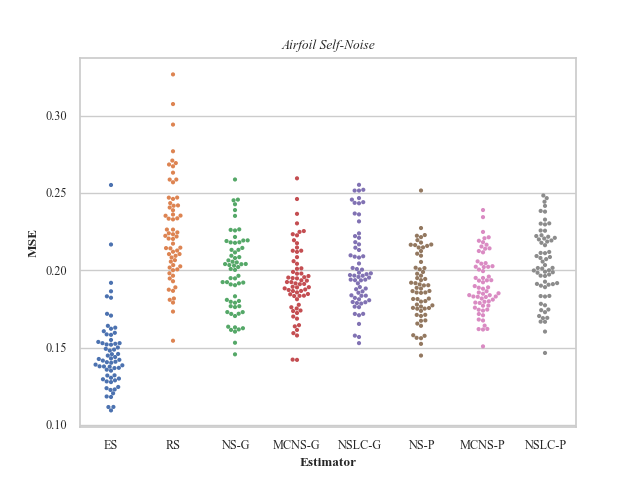 Airfoil Self-Noise
MSE
0.30
0.25
0.20
0.15
0.10
ES RS NS-G MCNS-G NSLC-G NS-P MCNS-P NSLC-P
Estimator